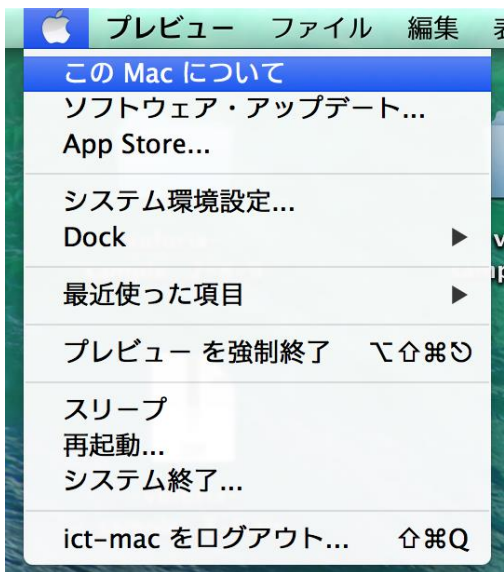 プレビュー ファイル 編集
この Mac について
ソフトウェア・アップデート...
App Store...
システム環境設定...
Dock ▶
最近使った項目 ▶
プレビュー を強制終了 ⌥⇧⌘⎋
スリープ
再起動...
システム終了...
ict-mac をログアウト... ⇧⌘Q